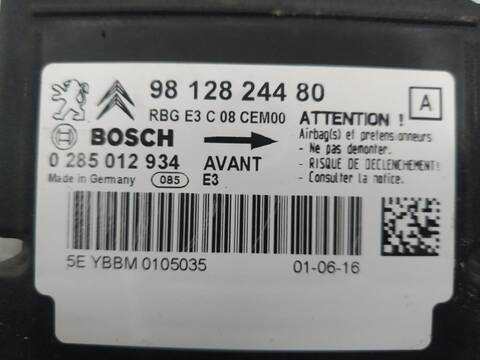 98 128 244 80
A
RBG E3 C 08 CEM00
ATTENTION !
BOSCH
Airbag(s) et pretensionneurs
- Ne pas demonter.
0 285 012 934 AVANT
- RISQUE DE DECLENCHEMENT!
Made in Germany 085 E3
- Consulter la notice.
5E YBBM 0105035
01-06-16